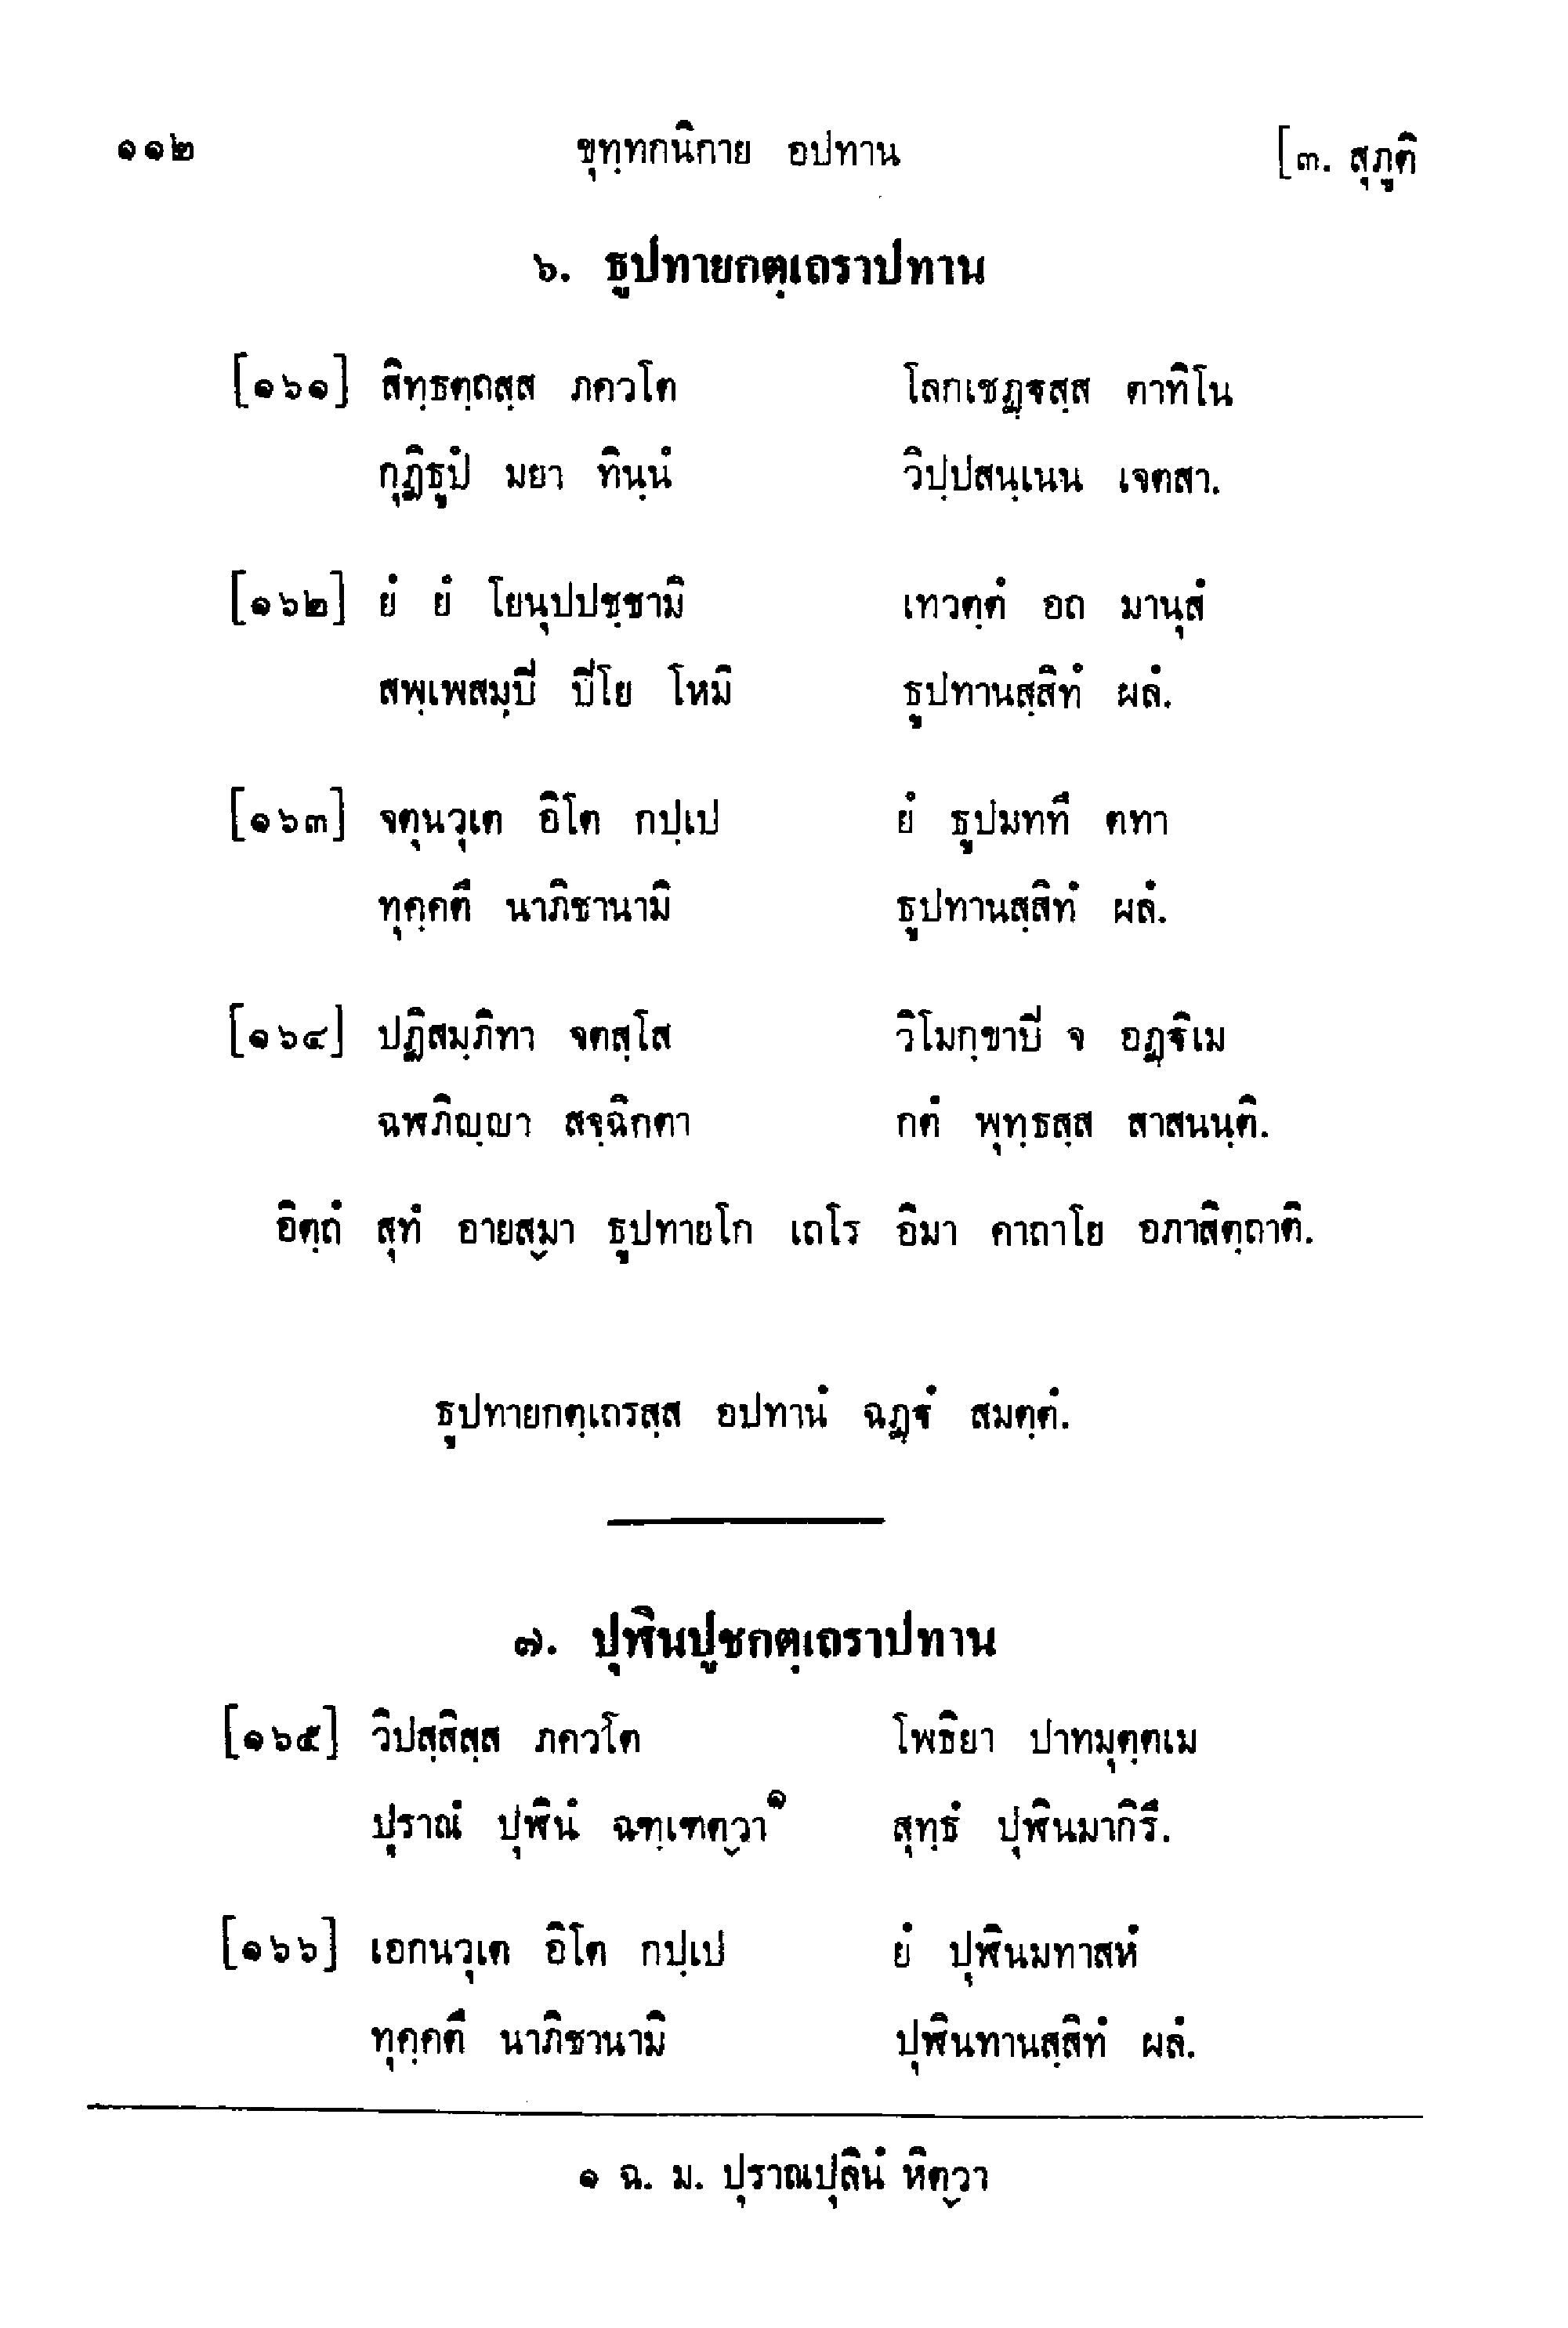 ๑๑๒ ขุทฺทกนิกาย อปทาน [๓. สุภูติ
๖. ธูปทายกตฺเถราปทาน
[๑๖๑] สิทฺธตฺถสฺส ภควโต โลกเชฏฺฐสฺส ตาทิโน
กุฏิธูปํ มยา ทินฺนํ วิปฺปสนฺเนน เจตสา.
[๑๖๒] ยํ ยํ โยนุปปชฺชามิ เทวตฺตํ อถ มานุสํ
สพฺเพสมฺปิ ปิโย โหมิ ธูปทานสฺสิทํ ผลํ.
[๑๖๓] จตุนวุเต อิโต กปฺเป ยํ ธูปมททึ ตทา
ทุคฺคตึ นาภิชานามิ ธูปทานสฺสิทํ ผลํ.
[๑๖๔] ปฏิสมฺภิทา จตสฺโส วิโมกฺขาปิ จ อฏฺฐิเม
ฉฬภิญฺญา สจฺฉิกตา กตํ พุทฺธสฺส สาสนนฺติ.
อิตฺถํ สุทํ อายสฺมา ธูปทายโก เถโร อิมา คาถาโย อภาสิตฺถาติ.
ธูปทายกตฺเถรสฺส อปทานํ ฉฏฺฐํ สมตฺตํ.
๗. ปุฬินปูชกตฺเถราปทาน
[๑๖๕] วิปสฺสิสฺส ภควโต โพธิยา ปาทมุตฺตเม
ปุราณํ ปุฬินํ ฉฑฺเฑตฺวา๑ สุทฺธํ ปุฬินมากิรึ.
[๑๖๖] เอกนวุเต อิโต กปฺเป ยํ ปุฬินมทาสหํ
ทุคฺคตึ นาภิชานามิ ปุฬินทานสฺสิทํ ผลํ.
๑ ฉ. ม. ปุราณปุลินํ หิตฺวา